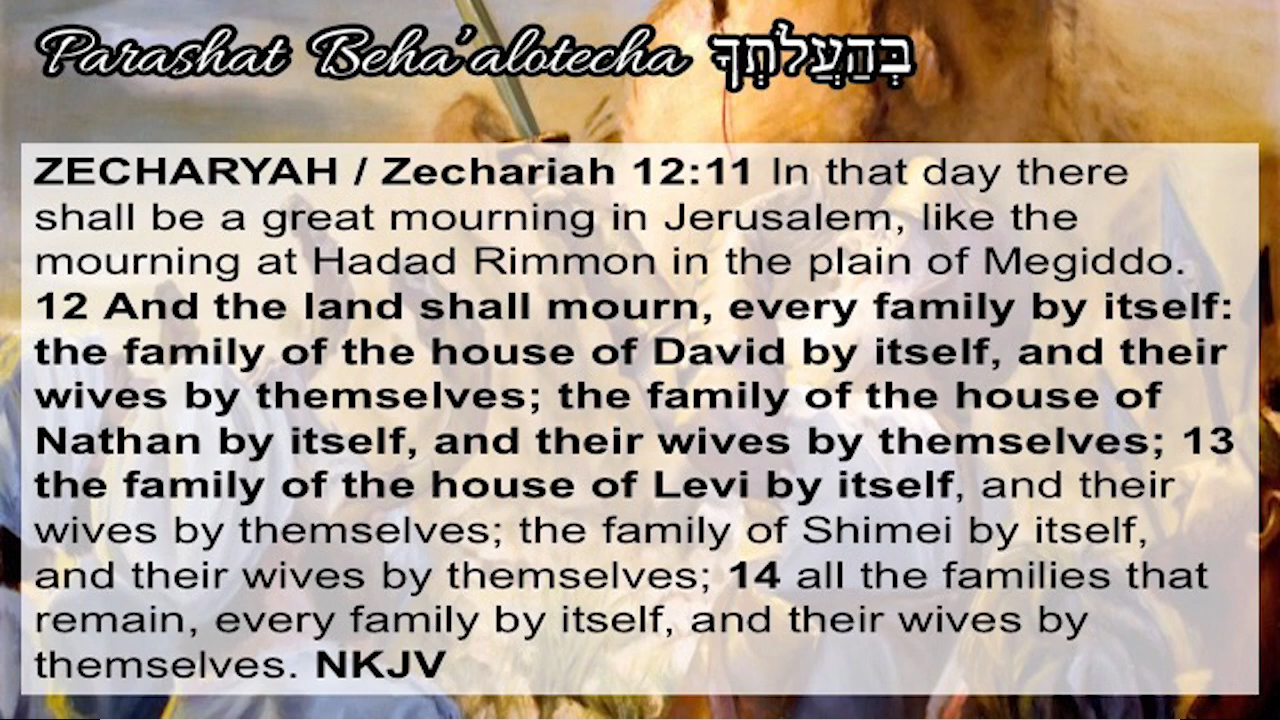 Parashat Beha'alotecha בְּהַעֲלֹתְךָ
ZECHARYAH / Zechariah 12:11 In that day there
shall be a great mourning in Jerusalem, like the
mourning at Hadad Rimmon in the plain of Megiddo.
12 And the land shall mourn, every family by itself:
the family of the house of David by itself, and their
wives by themselves; the family of the house of
Nathan by itself, and their wives by themselves; 13
the family of the house of Levi by itself, and their
wives by themselves; the family of Shimei by itself,
and their wives by themselves; 14 all the families that
remain, every family by itself, and their wives by
themselves. NKJV